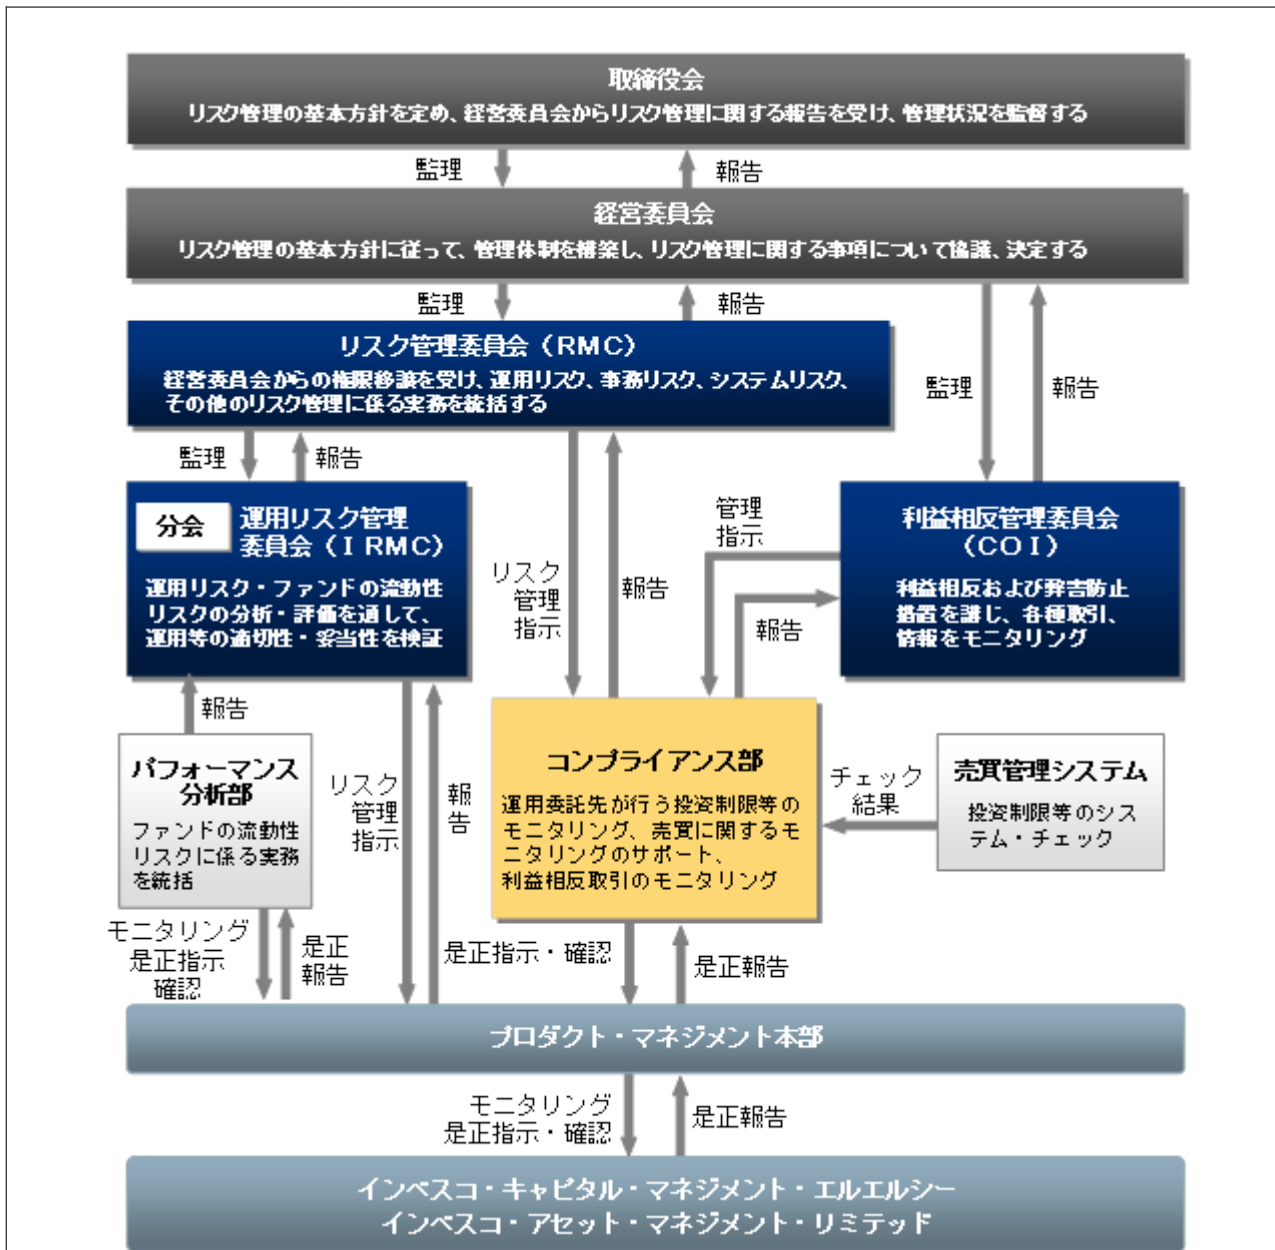 取締役会
リスク管理の基本方針を定め、経営委員会からリスク管理に関する報告を受け、管理状況を監督する
監理
報告
経営委員会
リスク管理の基本方針に従って、管理体制を構築し、リスク管理に関する事項について協議、決定する
監理
報告
リスク管理委員会（RMC）
経営委員会からの権限移譲を受け、運用リスク、事務リスク、システムリスク、
その他のリスク管理に係る実務を統括する
監理
報告
監理
報告
分会
運用リスク管理
委員会（ＩRMC）
運用リスク・ファンドの流動性
リスクの分析・評価を通して、
運用等の適切性・妥当性を検証
リスク
管理
指示
報告
管理
指示
報告
利益相反管理委員会
（COＩ）
利益相反および弊害防止
措置を講じ、各種取引、
情報をモニタリング
報告
パフォーマンス
分析部
ファンドの流動性
リスクに係る実務
を統括
リスク
管理
指示
報
告
コンプライアンス部
運用委託先が行う投資制限等の
モニタリング、売買に関するモ
ニタリングのサポート、
利益相反取引のモニタリング
チェック
結果
売買管理システム
投資制限等のシス
テム・チェック
モニタリング
是正指示
確認
是正
報告
是正指示・確認
是正報告
プロダクト・マネジメント本部
モニタリング
是正指示・確認
是正報告
インベスコ・キャピタル・マネジメント・エルエルシー
インベスコ・アセット・マネジメント・リミテッド